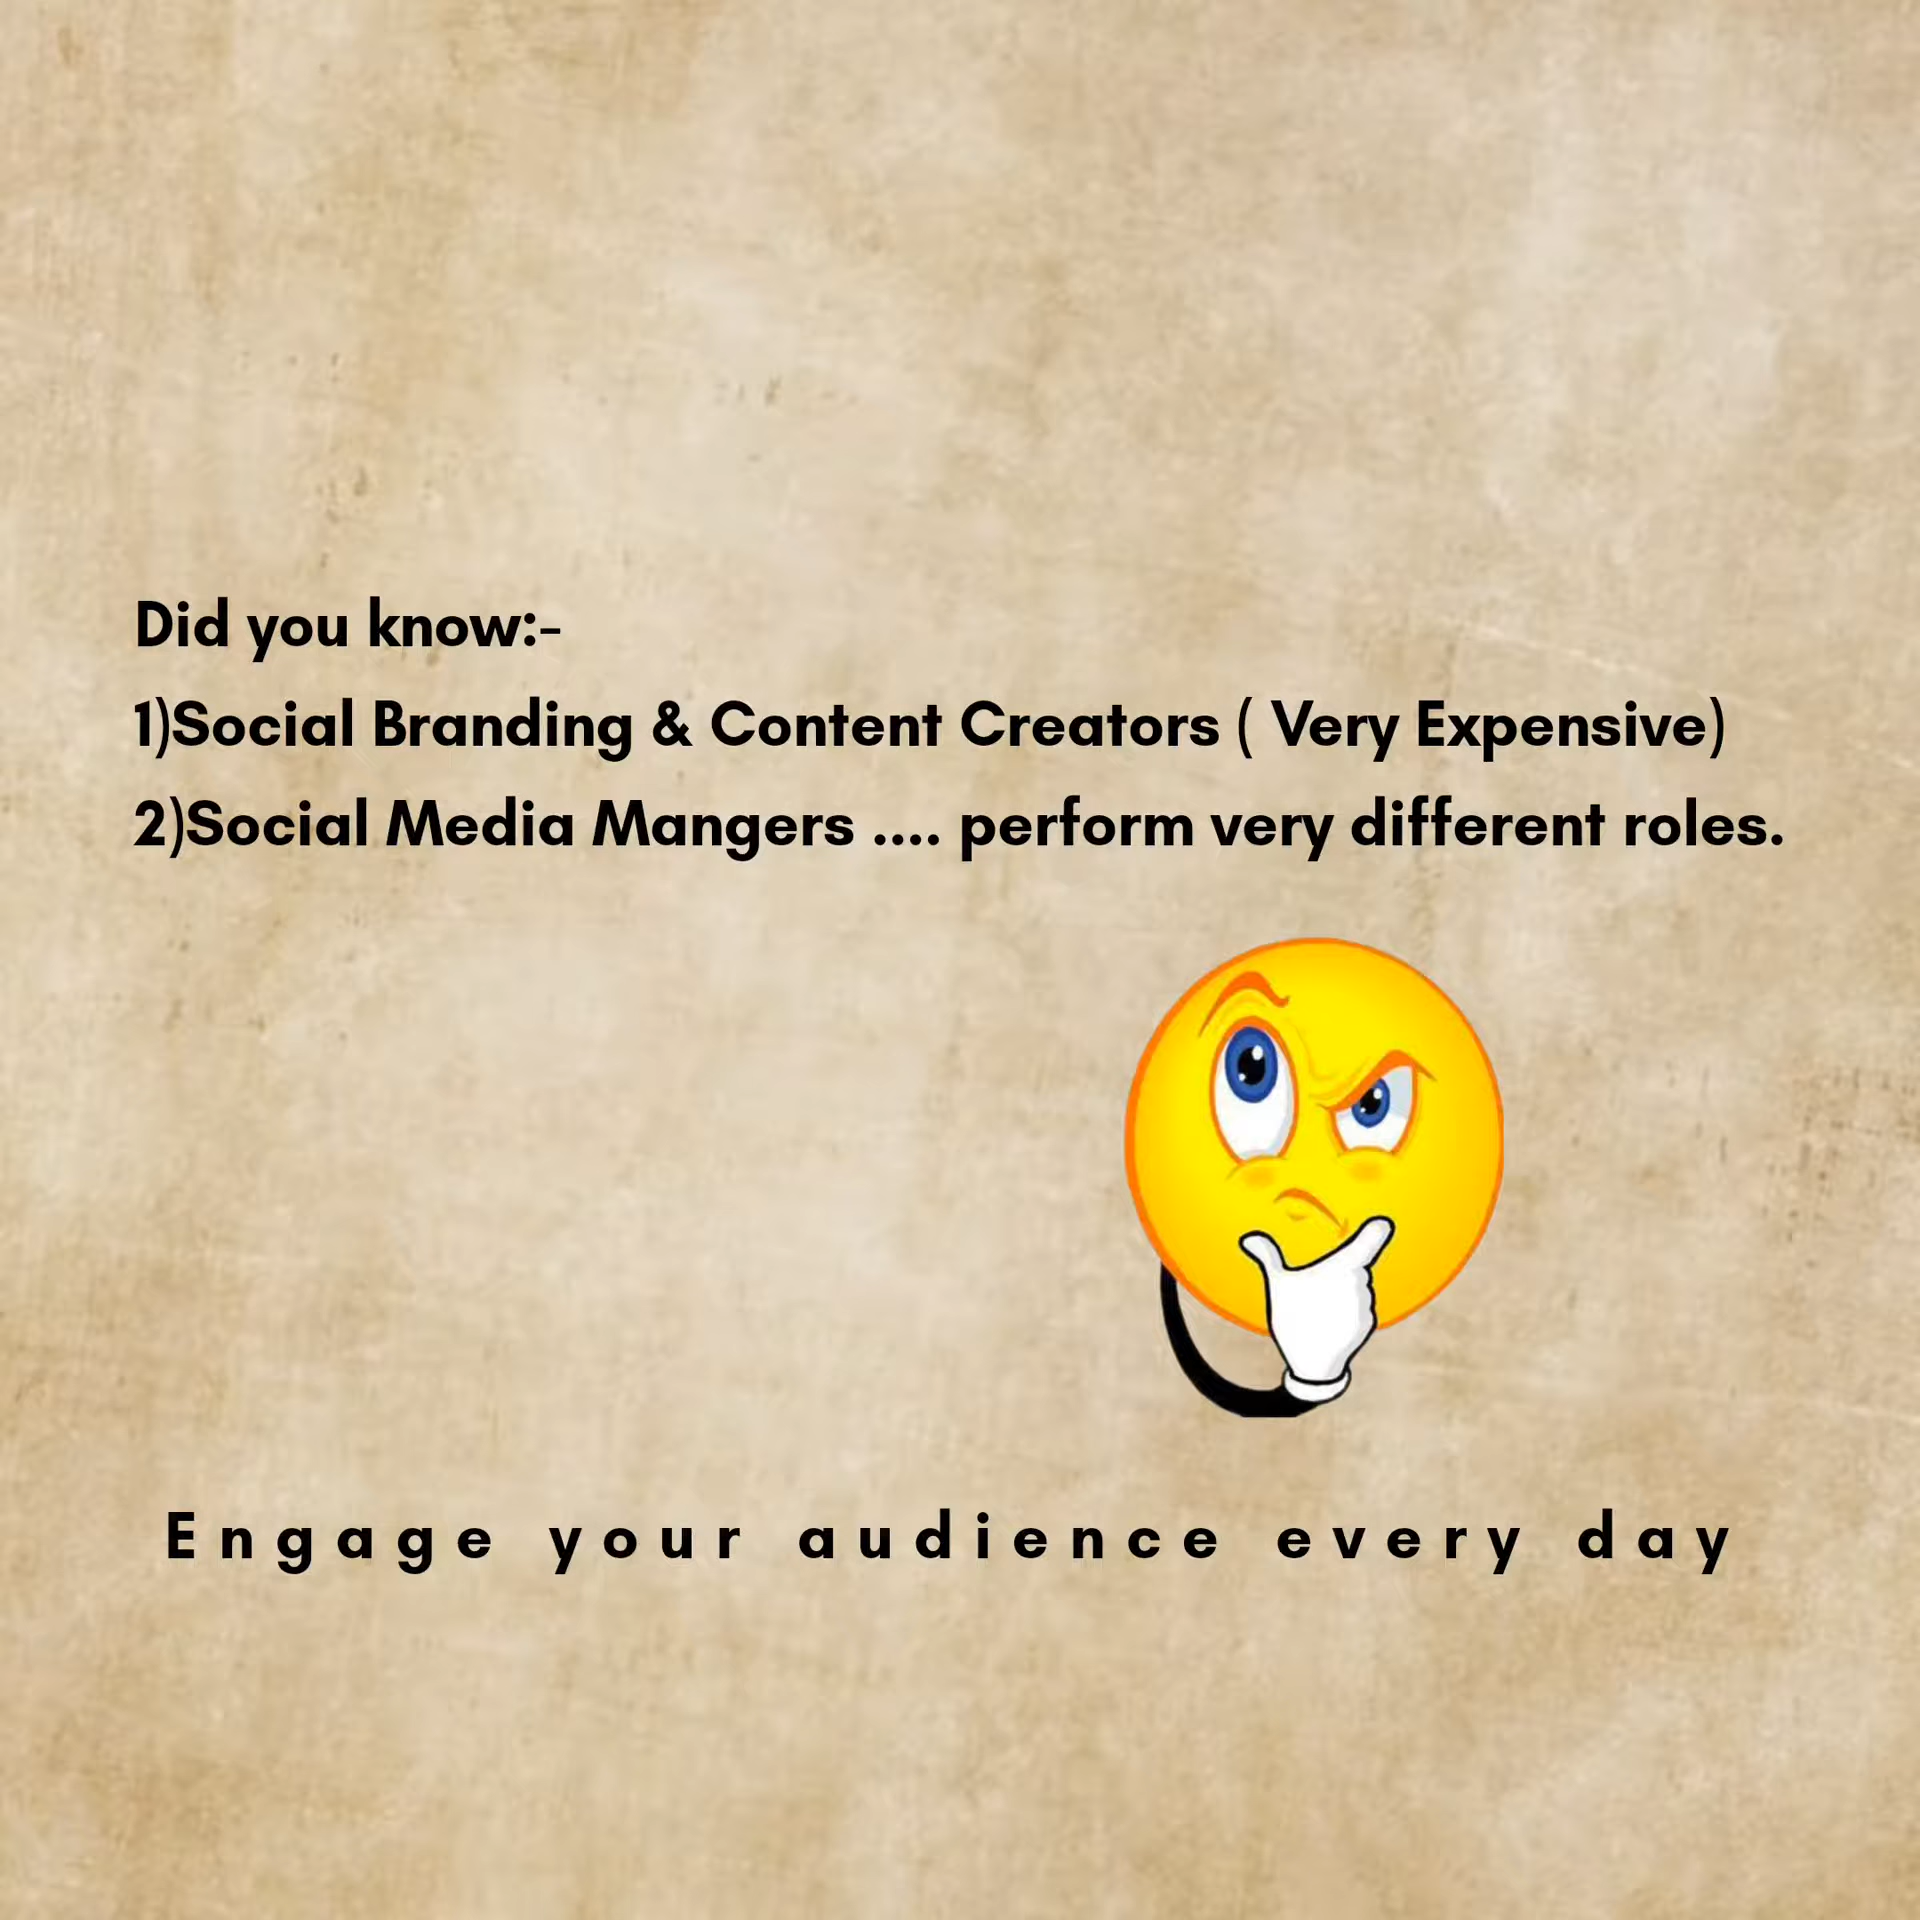 Did you know:-
1)Social Branding & Content Creators ( Very Expensive)
2)Social Media Mangers .... perform very different roles.
Engage your audience every day